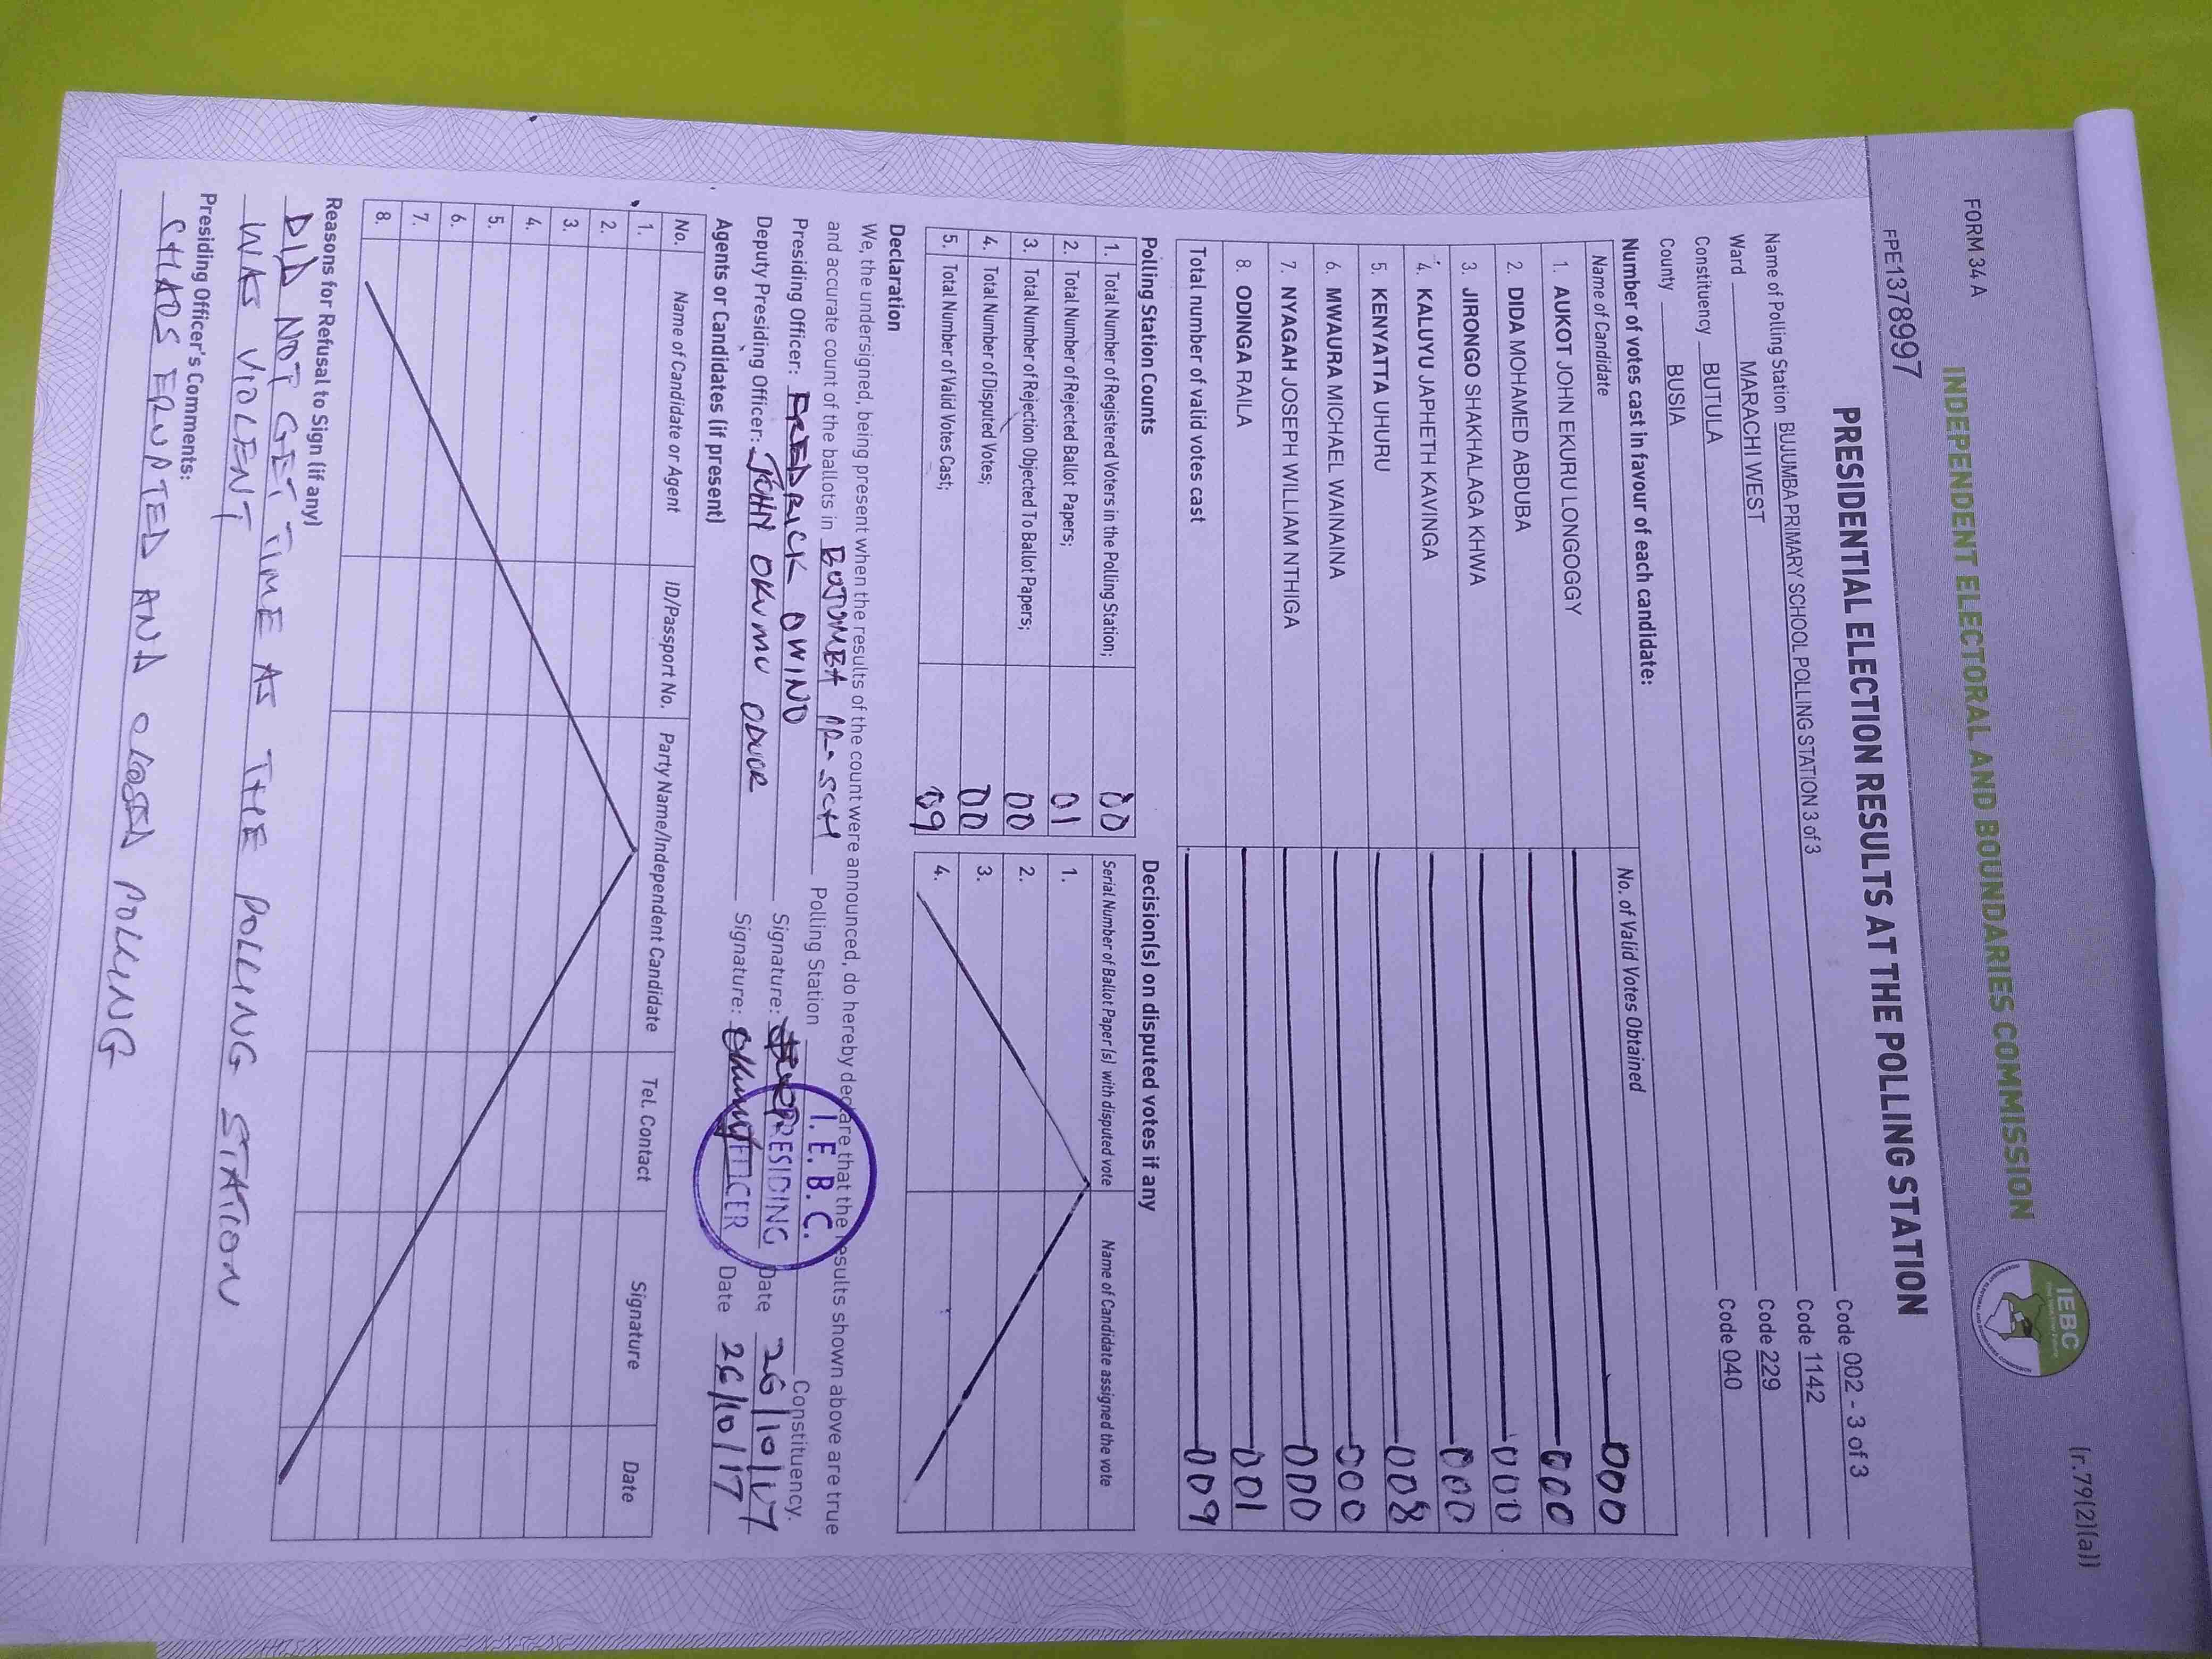 FORM 34 A
(r.79(2)(a))
INDEPENDENT ELECTORAL AND BOUNDARIES COMMISSION
IEBC
FPE1378997
PRESIDENTIAL ELECTION RESULTS AT THE POLLING STATION
Name of Polling Station BUJUMBA PRIMARY SCHOOL POLLING STATION 3 of 3 Code 002 - 3 of 3
Ward MARACHI WEST Code 1142
Constituency BUTULA Code 229
County BUSIA Code 040
Number of votes cast in favour of each candidate:
Name of Candidate No. of Valid Votes Obtained
1. AUKOT JOHN EKURU LONGOGGY 000
2. DIDA MOHAMED ABDUBA 000
3. JIRONGO SHAKHALAGA KHWA 000
4. KALUYU JAPHETH KAVINGA 000
5. KENYATTA UHURU 008
6. MWAURA MICHAEL WAINAINA 000
7. NYAGAH JOSEPH WILLIAM NTHIGA 000
8. ODINGA RAILA 001
Total number of valid votes cast 009
Polling Station Counts
1. Total Number of Registered Voters in the Polling Station; 00
2. Total Number of Rejected Ballot Papers; 01
3. Total Number of Rejection Objected To Ballot Papers; 00
4. Total Number of Disputed Votes; 00
5. Total Number of Valid Votes Cast; 09
Decision(s) on disputed votes if any
Serial Number of Ballot Paper (s) with disputed vote Name of Candidate assigned the vote
1.
2.
3.
4.
Declaration
We, the undersigned, being present when the results of the count were announced, do hereby declare that the results shown above are true
and accurate count of the ballots in BUJUMBA PR. SCH Polling Station Constituency.
Presiding Officer: FREDRICK OWINO Signature: Date 26/10/17
Deputy Presiding Officer: JOHN OKUMU ODUOR Signature: Date 26/10/17
I.E.B.C.
PRESIDING
OFFICER
Agents or Candidates (if present)
No. Name of Candidate or Agent ID/Passport No. Party Name/Independent Candidate Tel. Contact Signature Date
1.
2.
3.
4.
5.
6.
7.
8.
Reasons for Refusal to Sign (if any)
DID NOT GET TIME AS THE POLLING STATION
WAS VIOLENT
Presiding Officer's Comments:
CHAOS ERUPTED AND CLOSED POLLING